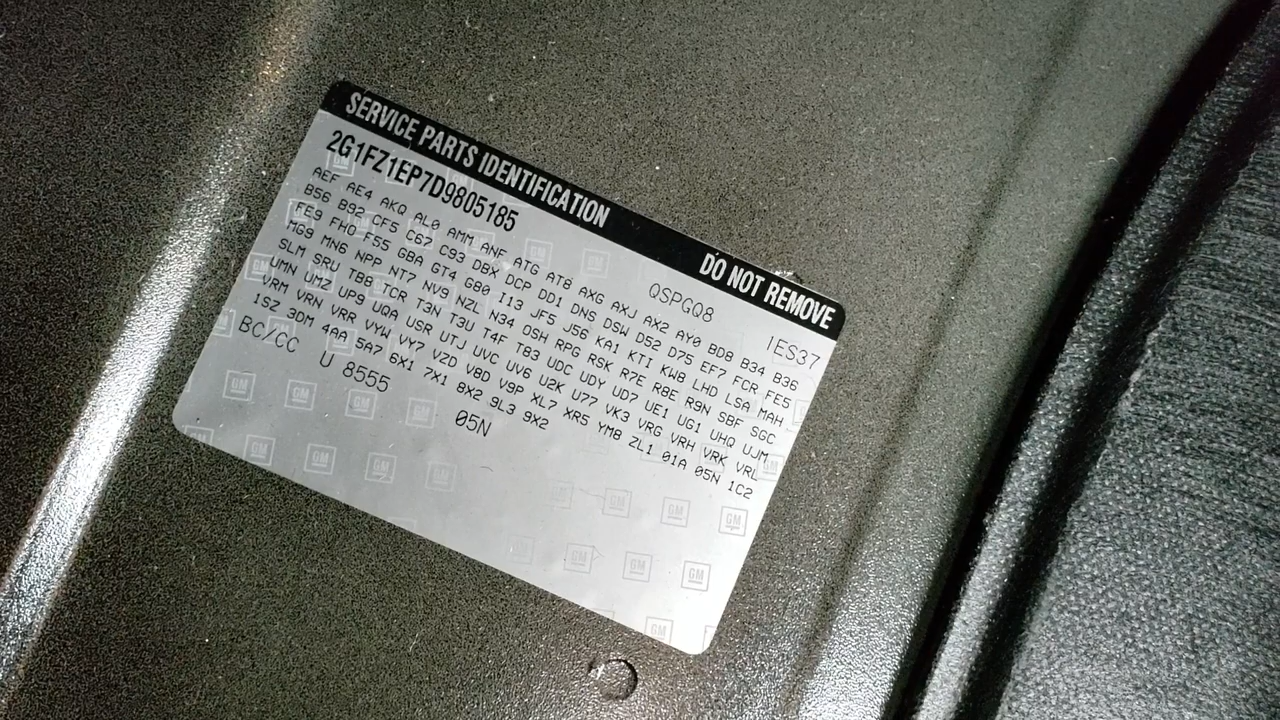 SERVICE PARTS IDENTIFICATION DO NOT REMOVE
2G1FZ1EP7D9805185 QSPGQ8 IES37
AEF AE4 AKQ AL0 AMM ANF ATG AT8 AXG AXJ AX2 AY0 BD8 B34 B36
B56 B92 CF5 C67 C93 DBX DCP DD1 DNS DSW D52 D75 EF7 FCR FE5
FE9 FHO F55 GBA GT4 GB0 I13 JF5 J56 KA1 KTI KW8 LHD LSA MAH
MG9 MN6 NPP NT7 NV9 NZL N34 OSH RPG RSK R7E R8E R9N SBF SGC
SLM SRU TB8 TCR T3N T3U T4F T83 UDC UDY UD7 UE1 UG1 UHQ UJM
UMN UMZ UP9 UQA USR UTJ UVC UV6 U2K U77 VK3 VRG VRH VRK VRL
VRM VRN VRR VYW VY7 VZD V8D V9P XL7 XR5 YM8 ZL1 01A 05N 1C2
1SZ 3DM 4AA 5A7 6X1 7X1 8X2 9L3 9X2
BC/CC U 8555 05N